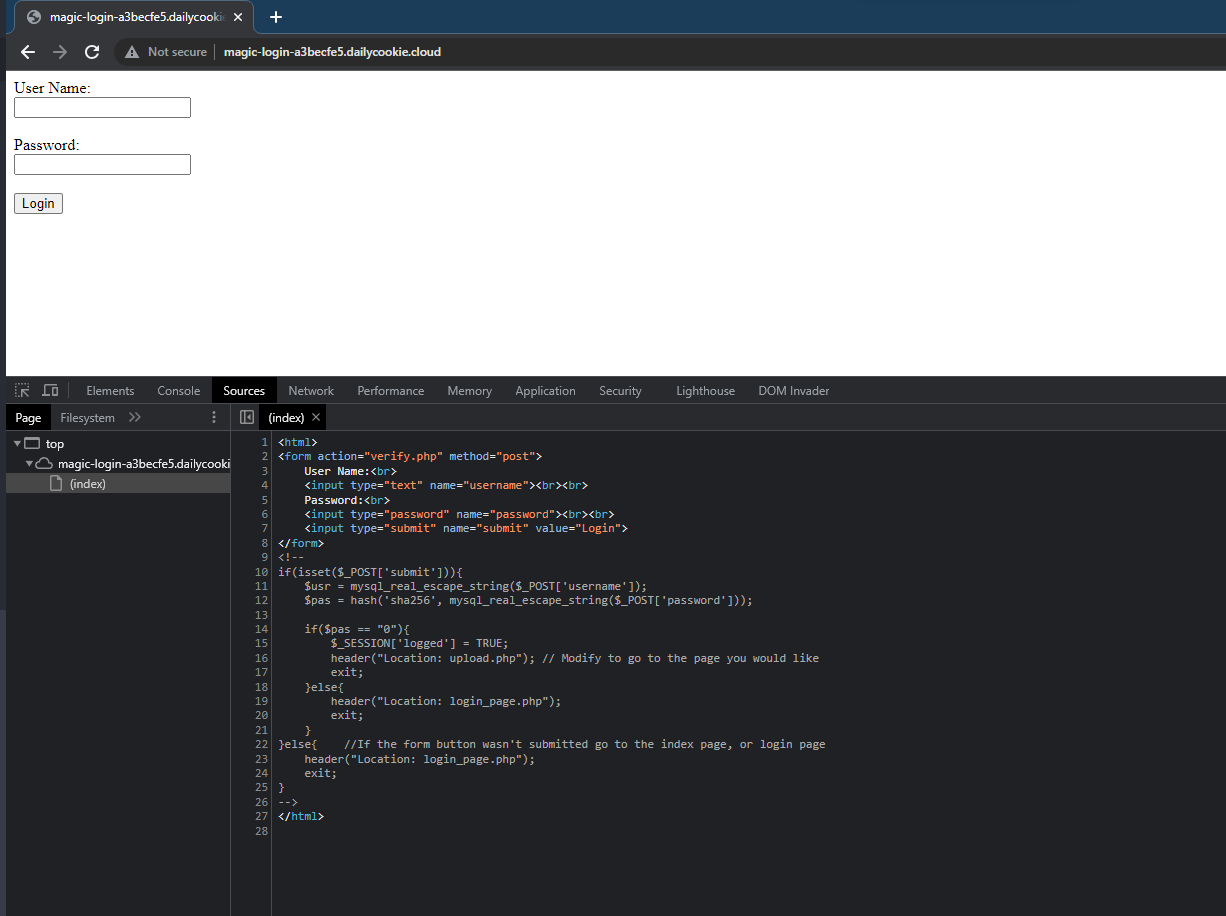 magic-login-a3becfe5.dailycooki
Not secure
magic-login-a3becfe5.dailycookie.cloud
User Name:
Password:
Login
Elements Console Sources Network Performance Memory Application Security Lighthouse DOM Invader
Page Filesystem
(index)
top
magic-login-a3becfe5.dailycooki
(index)
1 <html>
2 <form action="verify.php" method="post">
3 User Name:<br>
4 <input type="text" name="username"><br><br>
5 Password:<br>
6 <input type="password" name="password"><br><br>
7 <input type="submit" name="submit" value="Login">
8 </form>
9 <!--
10 if(isset($_POST['submit'])){
11 $usr = mysql_real_escape_string($_POST['username']);
12 $pas = hash('sha256', mysql_real_escape_string($_POST['password']));
13
14 if($pas == "0"){
15 $_SESSION['logged'] = TRUE;
16 header("Location: upload.php"); // Modify to go to the page you would like
17 exit;
18 }else{
19 header("Location: login_page.php");
20 exit;
21 }
22 }else{    //If the form button wasn't submitted go to the index page, or login page
23 header("Location: login_page.php");
24 exit;
25 }
26 -->
27 </html>
28